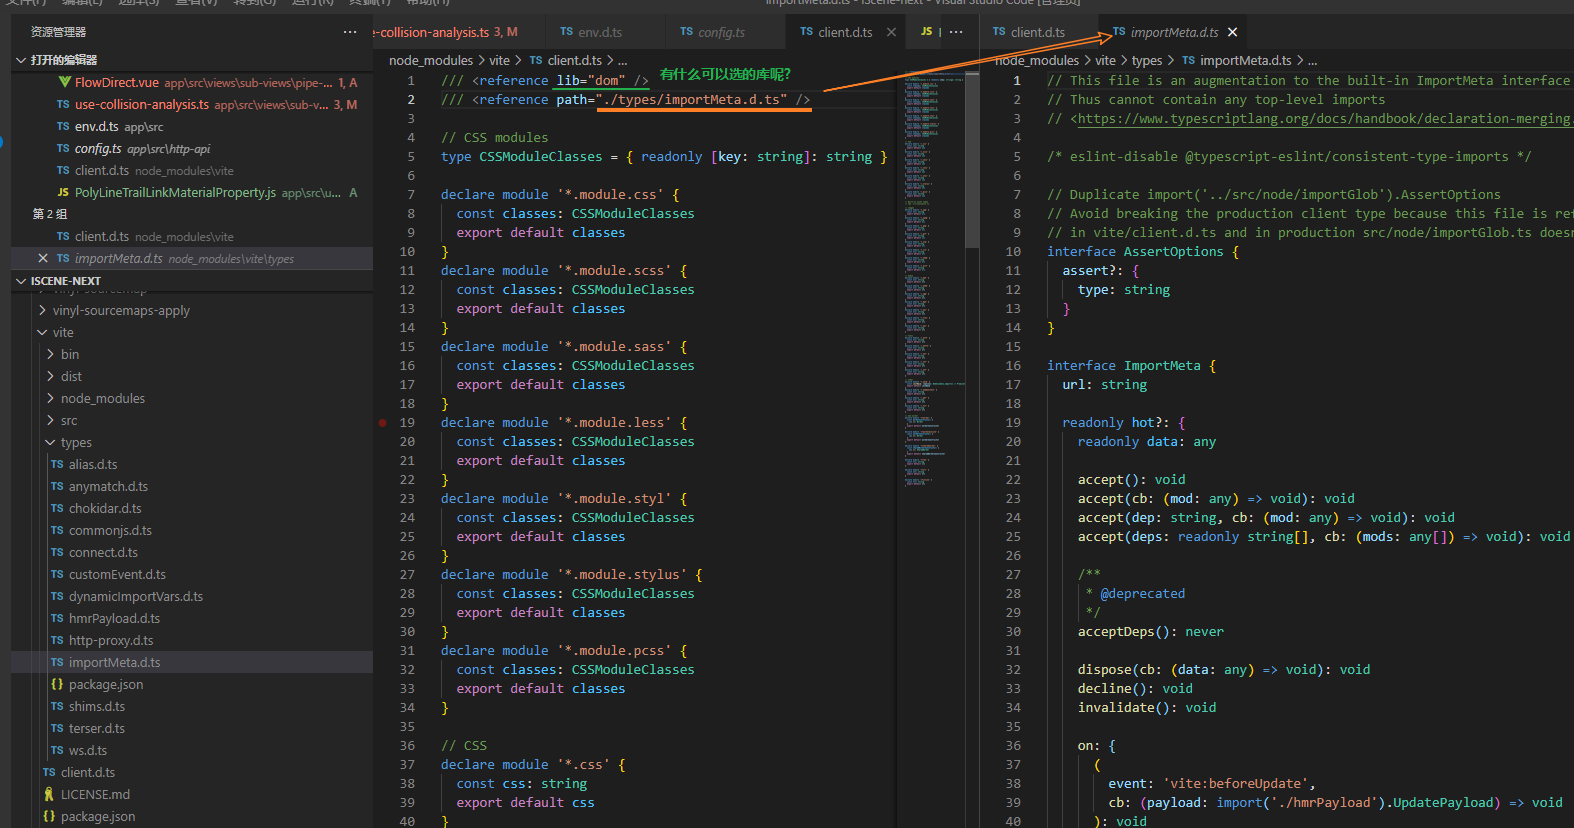 importMeta.d.ts - iScene-next - Visual Studio Code [管理员]
资源管理器
打开的编辑器
FlowDirect.vue app\src\views\sub-views\pipe-... 1, A
TS use-collision-analysis.ts app\src\views\sub-v... 3, M
TS env.d.ts app\src
TS config.ts app\src\http-api
TS client.d.ts node_modules\vite
JS PolyLineTrailLinkMaterialProperty.js app\src\u... A
第 2 组
TS client.d.ts node_modules\vite
TS importMeta.d.ts node_modules\vite\types
ISCENE-NEXT
vinyl-sourcemap
vinyl-sourcemaps-apply
vite
bin
dist
node_modules
src
types
TS alias.d.ts
TS anymatch.d.ts
TS chokidar.d.ts
TS commonjs.d.ts
TS connect.d.ts
TS customEvent.d.ts
TS dynamicImportVars.d.ts
TS hmrPayload.d.ts
TS http-proxy.d.ts
TS importMeta.d.ts
{} package.json
TS shims.d.ts
TS terser.d.ts
TS ws.d.ts
TS client.d.ts
LICENSE.md
{} package.json
e-collision-analysis.ts 3, M
TS env.d.ts
TS config.ts
TS client.d.ts
JS
node_modules > vite > TS client.d.ts > ...
1 /// <reference lib="dom" />
有什么可以选的库呢?
2 /// <reference path="./types/importMeta.d.ts" />
3
4 // CSS modules
5 type CSSModuleClasses = { readonly [key: string]: string }
6
7 declare module '*.module.css' {
8 const classes: CSSModuleClasses
9 export default classes
10 }
11 declare module '*.module.scss' {
12 const classes: CSSModuleClasses
13 export default classes
14 }
15 declare module '*.module.sass' {
16 const classes: CSSModuleClasses
17 export default classes
18 }
19 declare module '*.module.less' {
20 const classes: CSSModuleClasses
21 export default classes
22 }
23 declare module '*.module.styl' {
24 const classes: CSSModuleClasses
25 export default classes
26 }
27 declare module '*.module.stylus' {
28 const classes: CSSModuleClasses
29 export default classes
30 }
31 declare module '*.module.pcss' {
32 const classes: CSSModuleClasses
33 export default classes
34 }
35
36 // CSS
37 declare module '*.css' {
38 const css: string
39 export default css
40 }
TS client.d.ts
TS importMeta.d.ts
node_modules > vite > types > TS importMeta.d.ts > ...
1 // This file is an augmentation to the built-in ImportMeta interface
2 // Thus cannot contain any top-level imports
3 // <https://www.typescriptlang.org/docs/handbook/declaration-merging.
4
5 /* eslint-disable @typescript-eslint/consistent-type-imports */
6
7 // Duplicate import('../src/node/importGlob').AssertOptions
8 // Avoid breaking the production client type because this file is re
9 // in vite/client.d.ts and in production src/node/importGlob.ts does
10 interface AssertOptions {
11 assert?: {
12 type: string
13 }
14 }
15
16 interface ImportMeta {
17 url: string
18
19 readonly hot?: {
20 readonly data: any
21
22 accept(): void
23 accept(cb: (mod: any) => void): void
24 accept(dep: string, cb: (mod: any) => void): void
25 accept(deps: readonly string[], cb: (mods: any[]) => void): void
26
27 /**
28 * @deprecated
29 */
30 acceptDeps(): never
31
32 dispose(cb: (data: any) => void): void
33 decline(): void
34 invalidate(): void
35
36 on: {
37 (
38 event: 'vite:beforeUpdate',
39 cb: (payload: import('./hmrPayload').UpdatePayload) => void
40 ): void